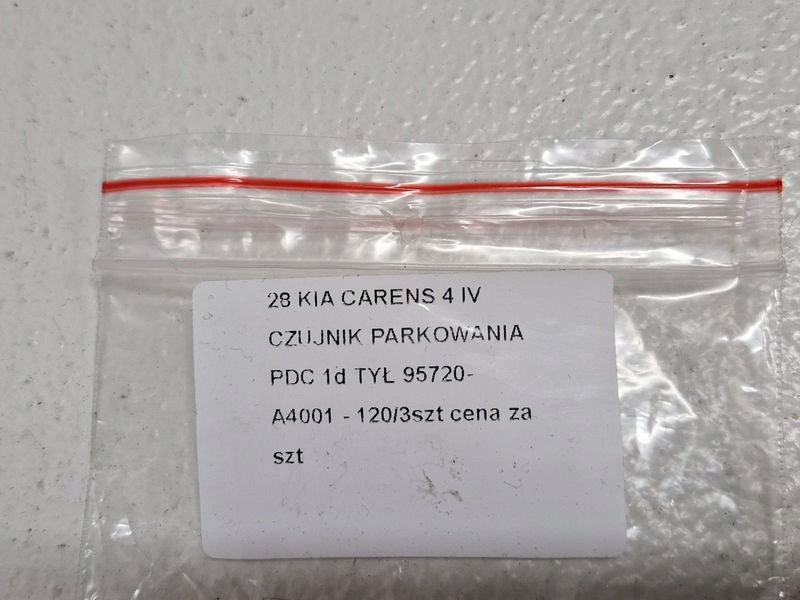 28 KIA CARENS 4 IV
CZUJNIK PARKOWANIA
PDC 1d TYŁ 95720-
A4001 - 120/3szt cena za
szt